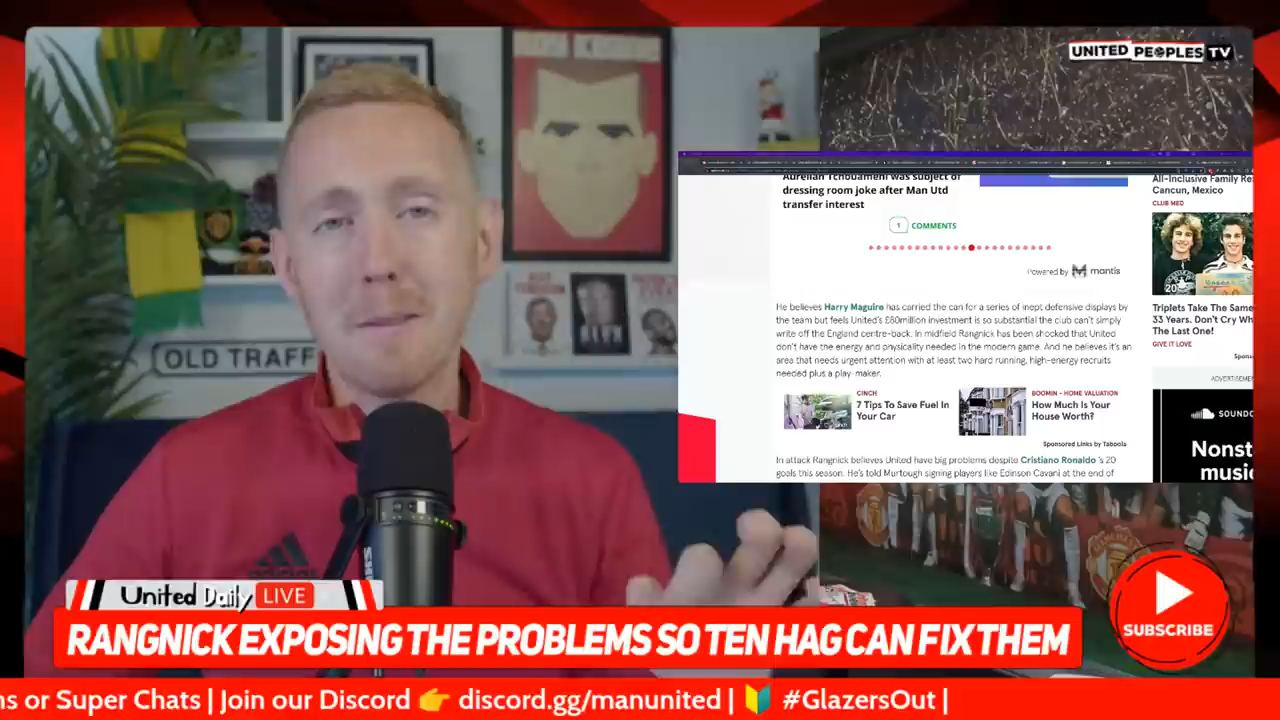 UNITED PEOPLES TV
OLD TRAFF
Aurelian Tchouameni was subject of
dressing room joke after Man Utd
transfer interest
1 COMMENTS
Powered by mantis
He believes Harry Maguire has carried the can for a series of inept defensive displays by
the team but feels United's £80million investment is so substantial the club can't simply
write off the England centre-back. In midfield Rangnick has been shocked that United
don't have the energy and physicality needed in the modern game. And he believes it's an
area that needs urgent attention with at least two hard running, high-energy recruits
needed plus a play-maker.
CINCH
7 Tips To Save Fuel In
Your Car
BOOMIN - HOME VALUATION
How Much Is Your
House Worth?
Sponsored Links by Taboola
In attack Rangnick believes United have big problems despite Cristiano Ronaldo 's 20
goals this season. He's told Murtough signing players like Edinson Cavani at the end of
All-Inclusive Family Re
Cancun, Mexico
CLUB MED
Triplets Take The Same
33 Years. Don't Cry Wh
The Last One!
GIVE IT LOVE
Spons
ADVERTISEMEN
SOUNDC
Nonst
music
adidas
United Daily LIVE
RANGNICK EXPOSING THE PROBLEMS SO TEN HAG CAN FIX THEM
SUBSCRIBE
ns or Super Chats | Join our Discord 👉 discord.gg/manunited | 🔰 #GlazersOut |